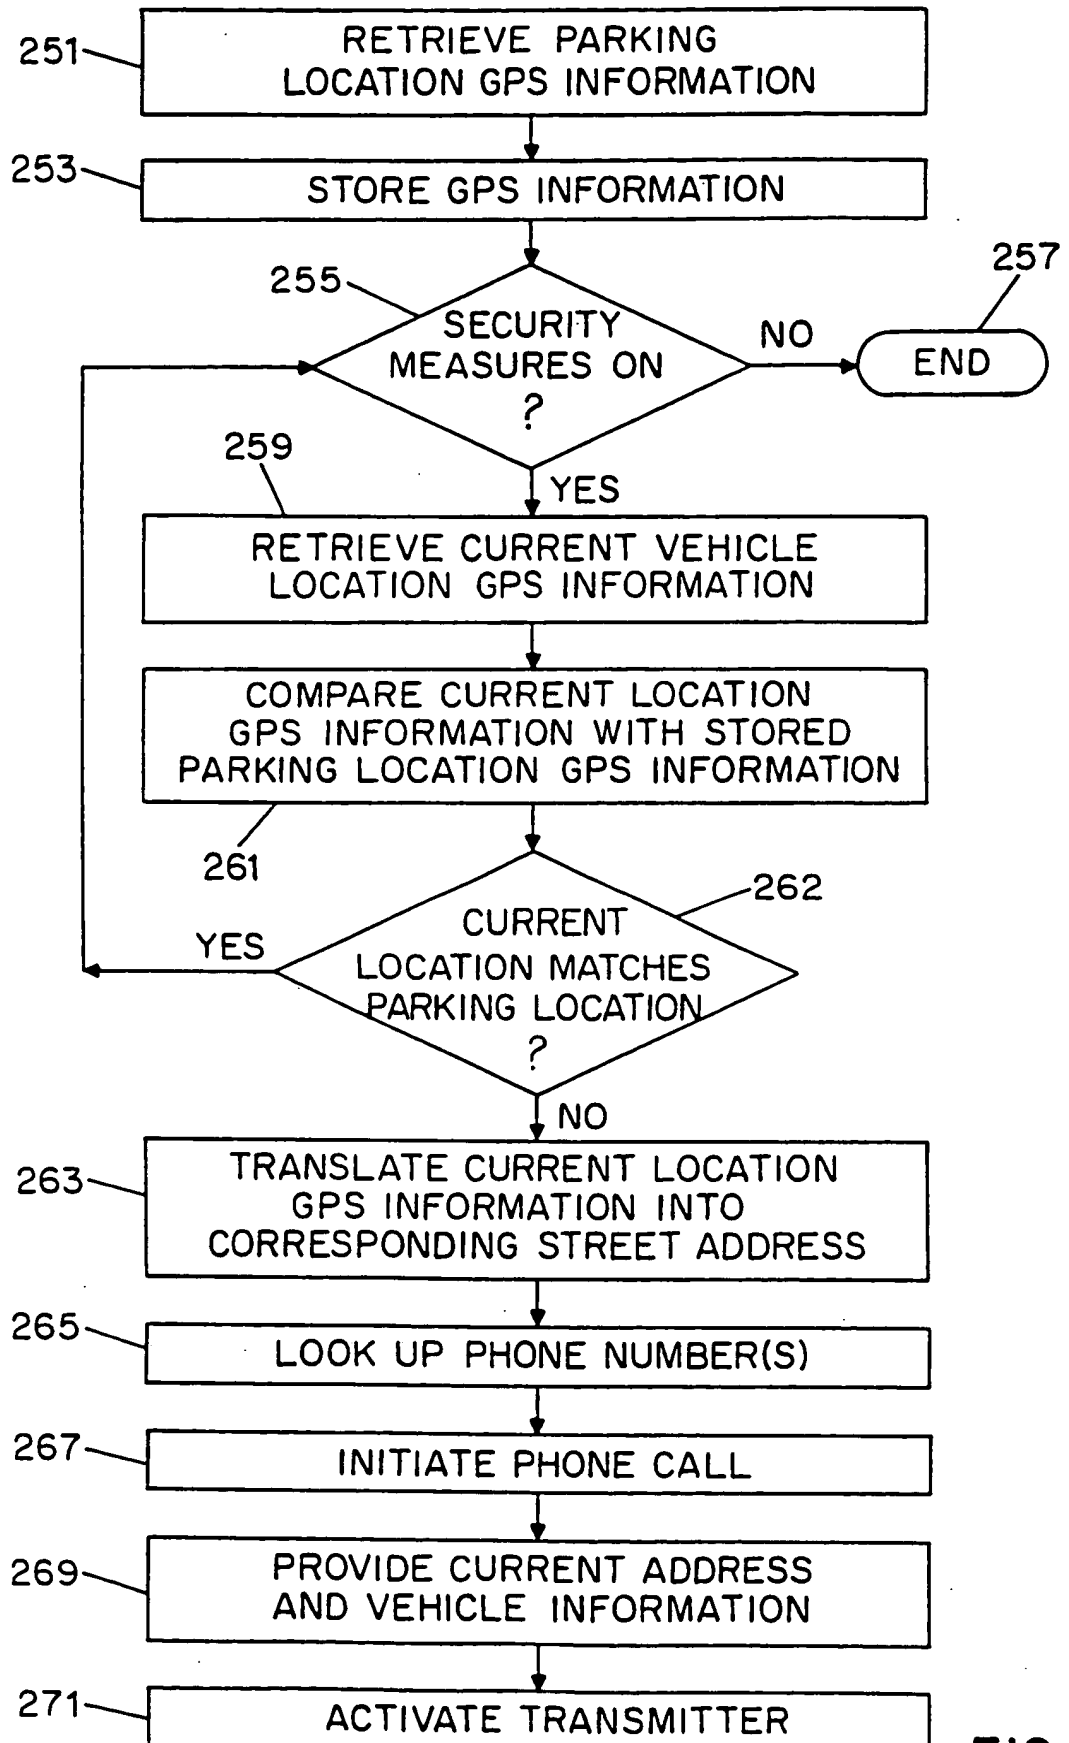 251
RETRIEVE PARKING
LOCATION GPS INFORMATION
253
STORE GPS INFORMATION
255
SECURITY
MEASURES ON
?
NO
257
END
YES
259
RETRIEVE CURRENT VEHICLE
LOCATION GPS INFORMATION
COMPARE CURRENT LOCATION
GPS INFORMATION WITH STORED
PARKING LOCATION GPS INFORMATION
261
262
CURRENT
LOCATION MATCHES
PARKING LOCATION
?
YES
NO
263
TRANSLATE CURRENT LOCATION
GPS INFORMATION INTO
CORRESPONDING STREET ADDRESS
265
LOOK UP PHONE NUMBER(S)
267
INITIATE PHONE CALL
269
PROVIDE CURRENT ADDRESS
AND VEHICLE INFORMATION
271
ACTIVATE TRANSMITTER